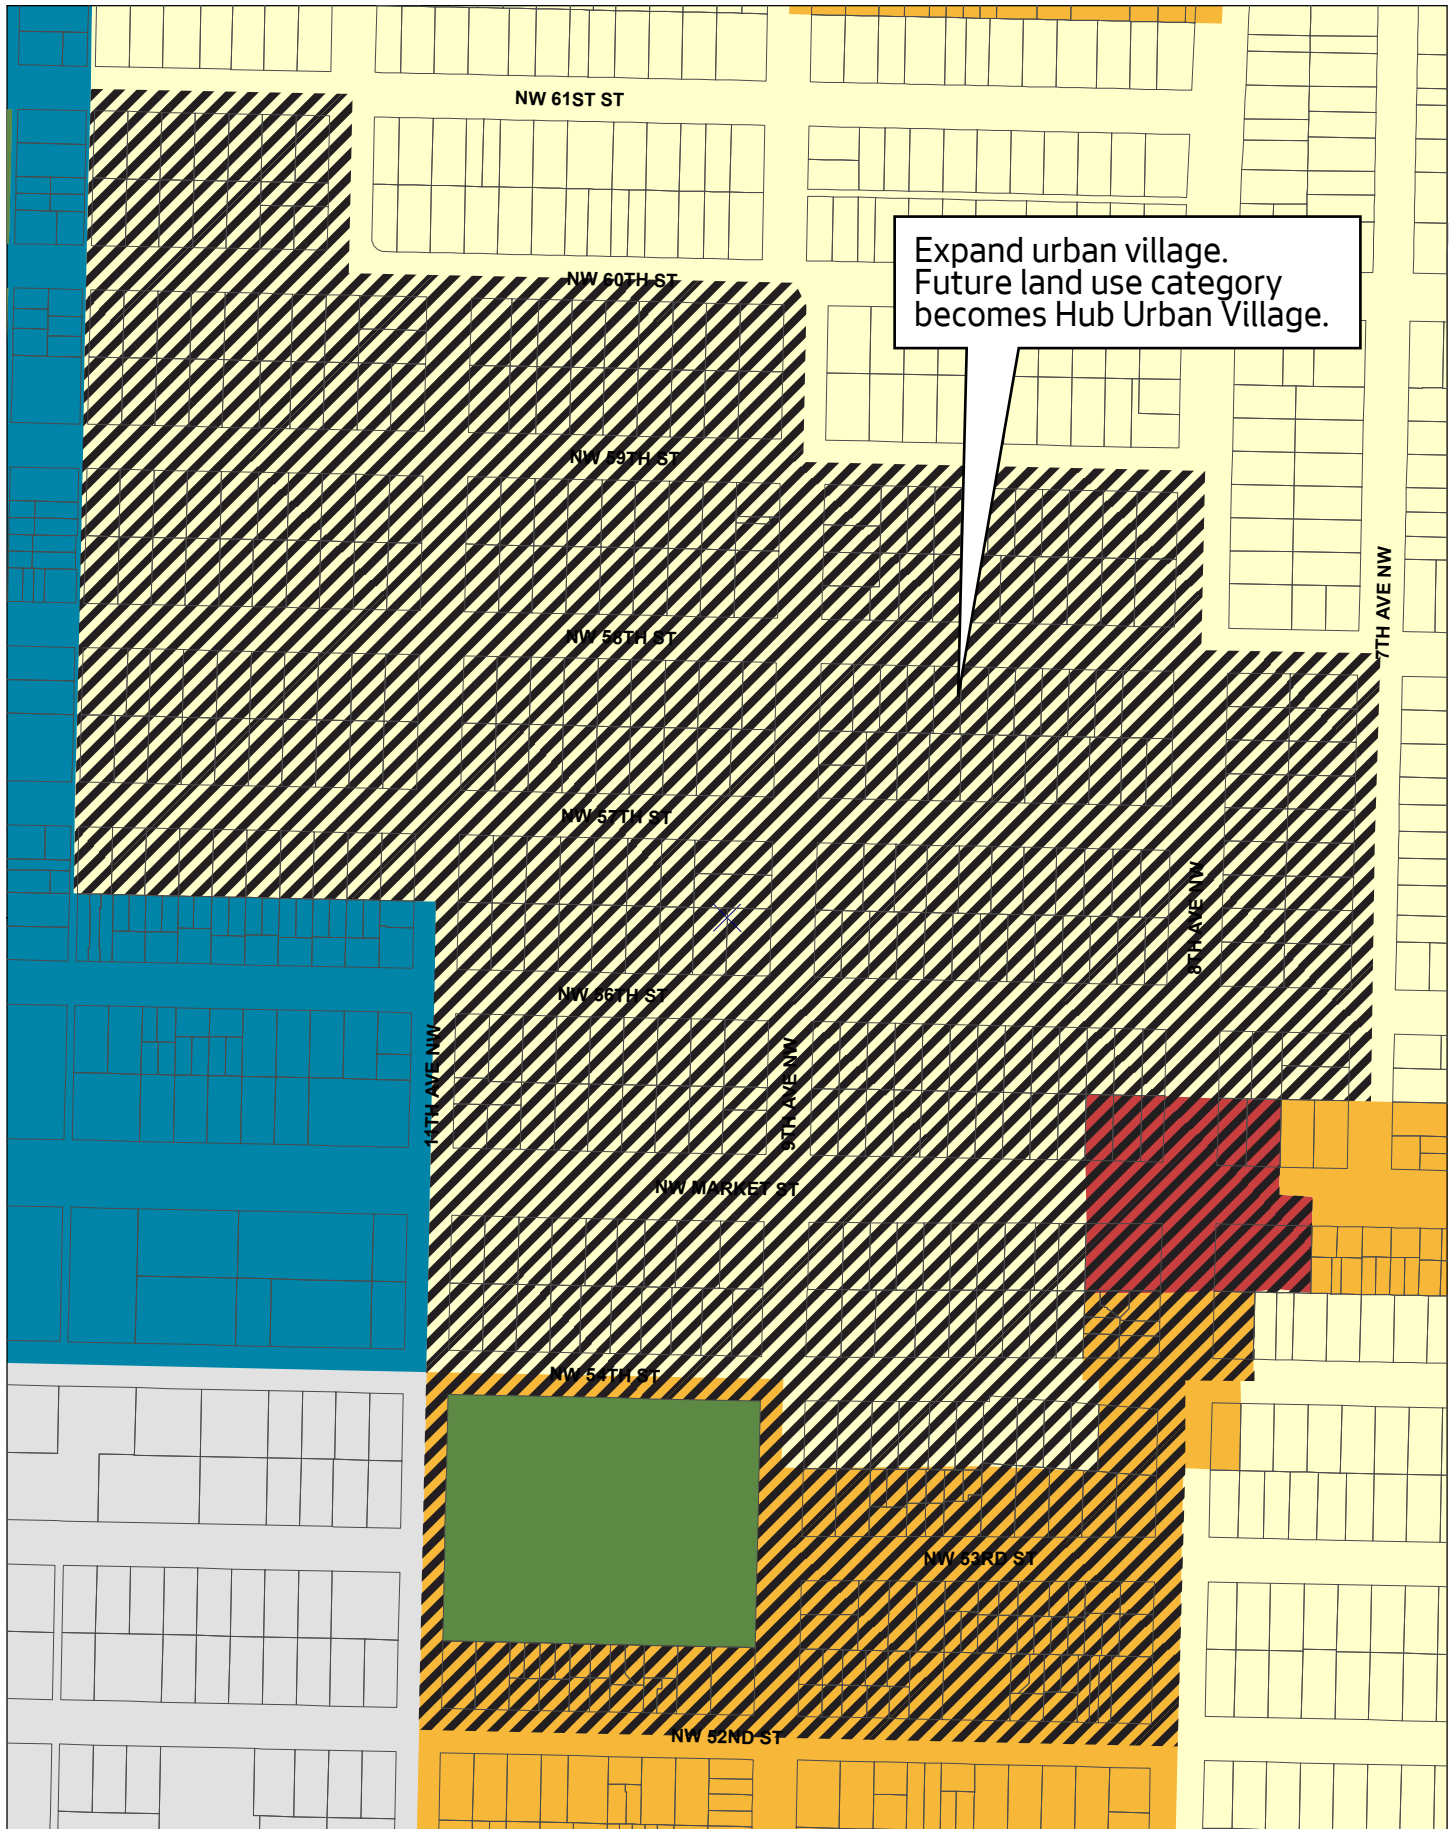 NW 61ST ST
Expand urban village.
Future land use category
becomes Hub Urban Village.
NW 60TH ST
NW 59TH ST
7TH AVE NW
NW 58TH ST
NW 57TH ST
8TH AVE NW
NW 56TH ST
11TH AVE NW
9TH AVE NW
NW MARKET ST
NW 54TH ST
NW 53RD ST
NW 52ND ST